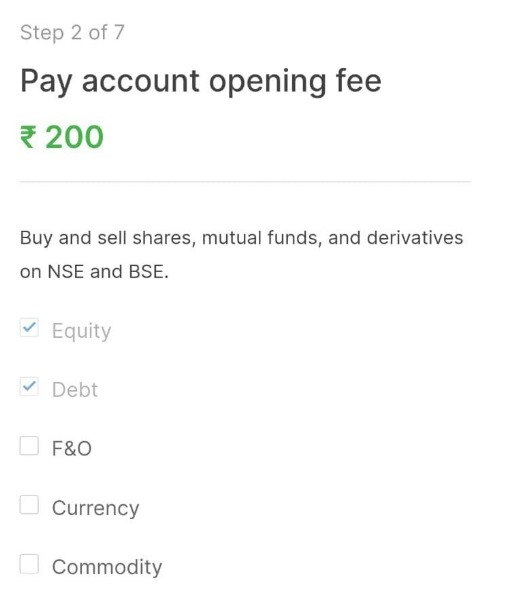 Step 2 of 7
Pay account opening fee
₹ 200
Buy and sell shares, mutual funds, and derivatives
on NSE and BSE.
Equity
Debt
F&O
Currency
Commodity